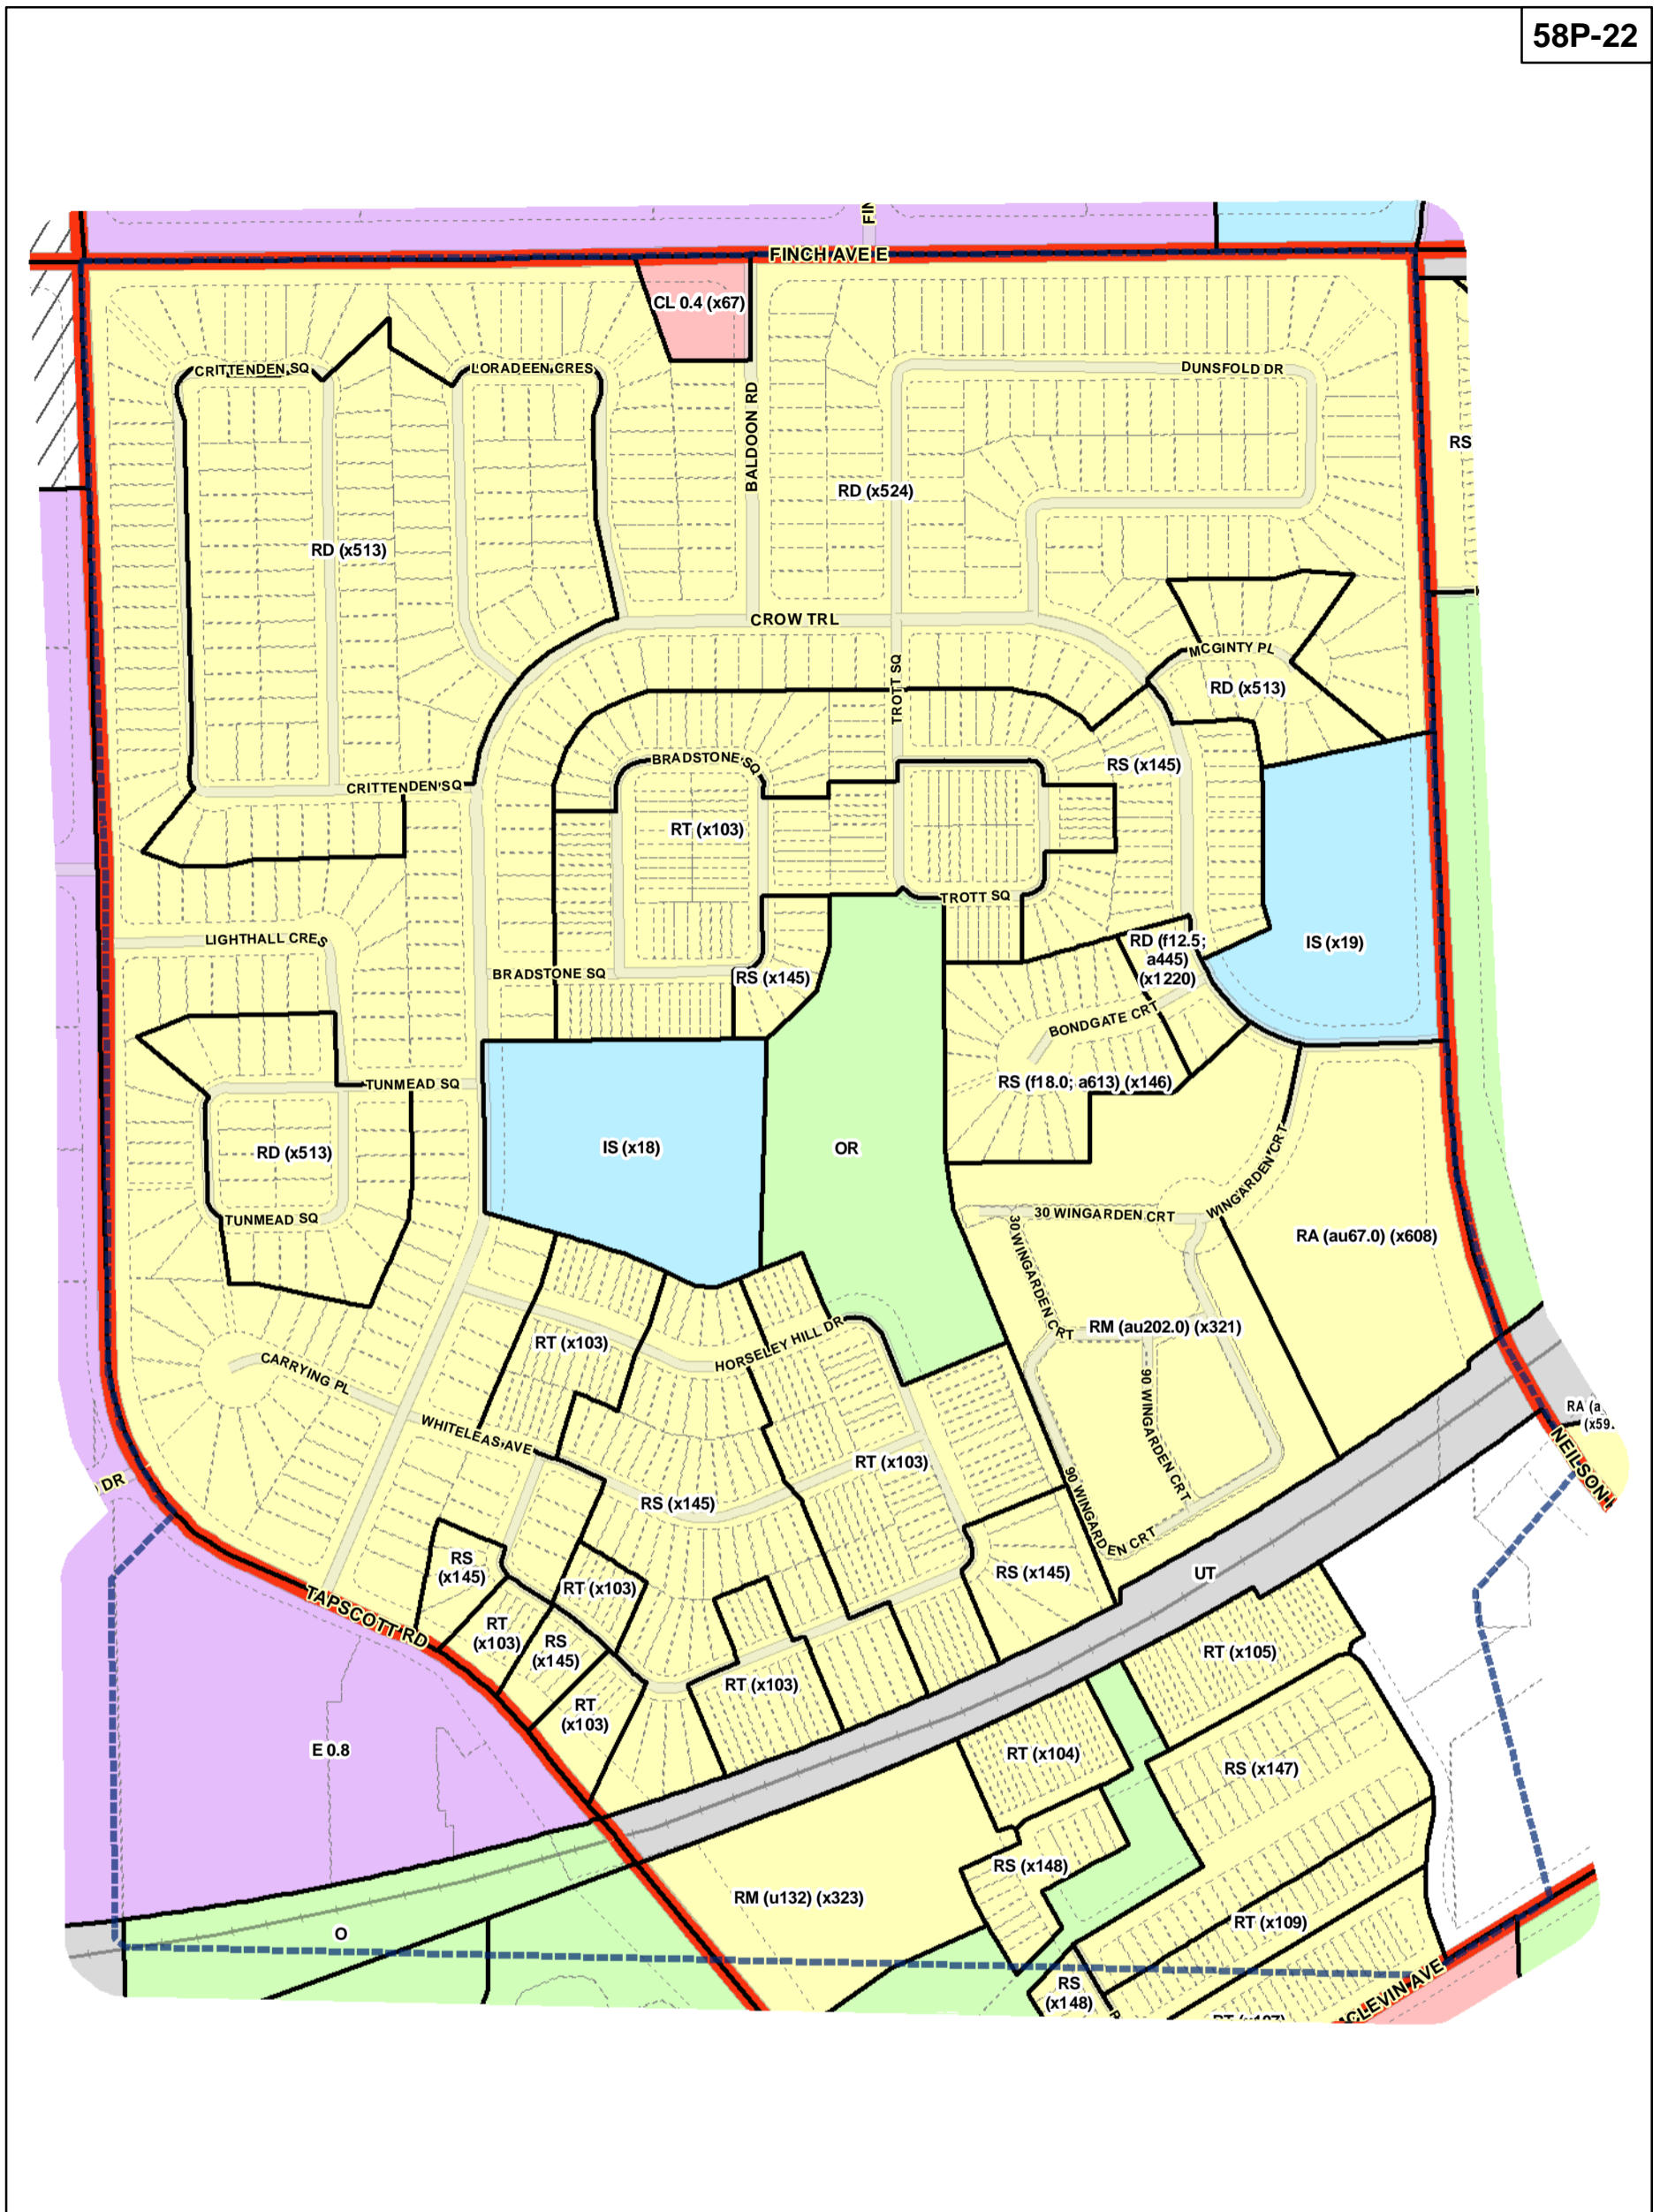 58P-22
FINCH AVE E
CL 0.4 (x67)
CRITTENDEN SQ
LORADEEN CRES
DUNSFOLD DR
BALDOON RD
RS
RD (x524)
RD (x513)
CROW TRL
MCGINTY PL
TROTT SQ
RD (x513)
BRADSTONE SQ
RS (x145)
CRITTENDEN SQ
RT (x103)
TROTT SQ
LIGHTHALL CRES
RD (f12.5;
a445)
(x1220)
IS (x19)
BRADSTONE SQ
RS (x145)
BONDGATE CRT
TUNMEAD SQ
RS (f18.0; a613) (x146)
IS (x18)
OR
RD (x513)
WINGARDEN CRT
TUNMEAD SQ
30 WINGARDEN CRT
30 WINGARDEN CRT
RA (au67.0) (x608)
RM (au202.0) (x321)
HORSELEY HILL DR
RT (x103)
CARRYING PL
90 WINGARDEN CRT
RA (a
(x59
WHITELEAS AVE
NEILSON
RT (x103)
DR
RS (x145)
90 WINGARDEN CRT
RS
(x145)
RT (x103)
RS (x145)
UT
TAPSCOTT RD
RT
(x103)
RS
(x145)
RT (x105)
RT (x103)
RT
(x103)
E 0.8
RT (x104)
RS (x147)
RS (x148)
RM (u132) (x323)
RT (x109)
O
RS
(x148)
CLEVIN AVE